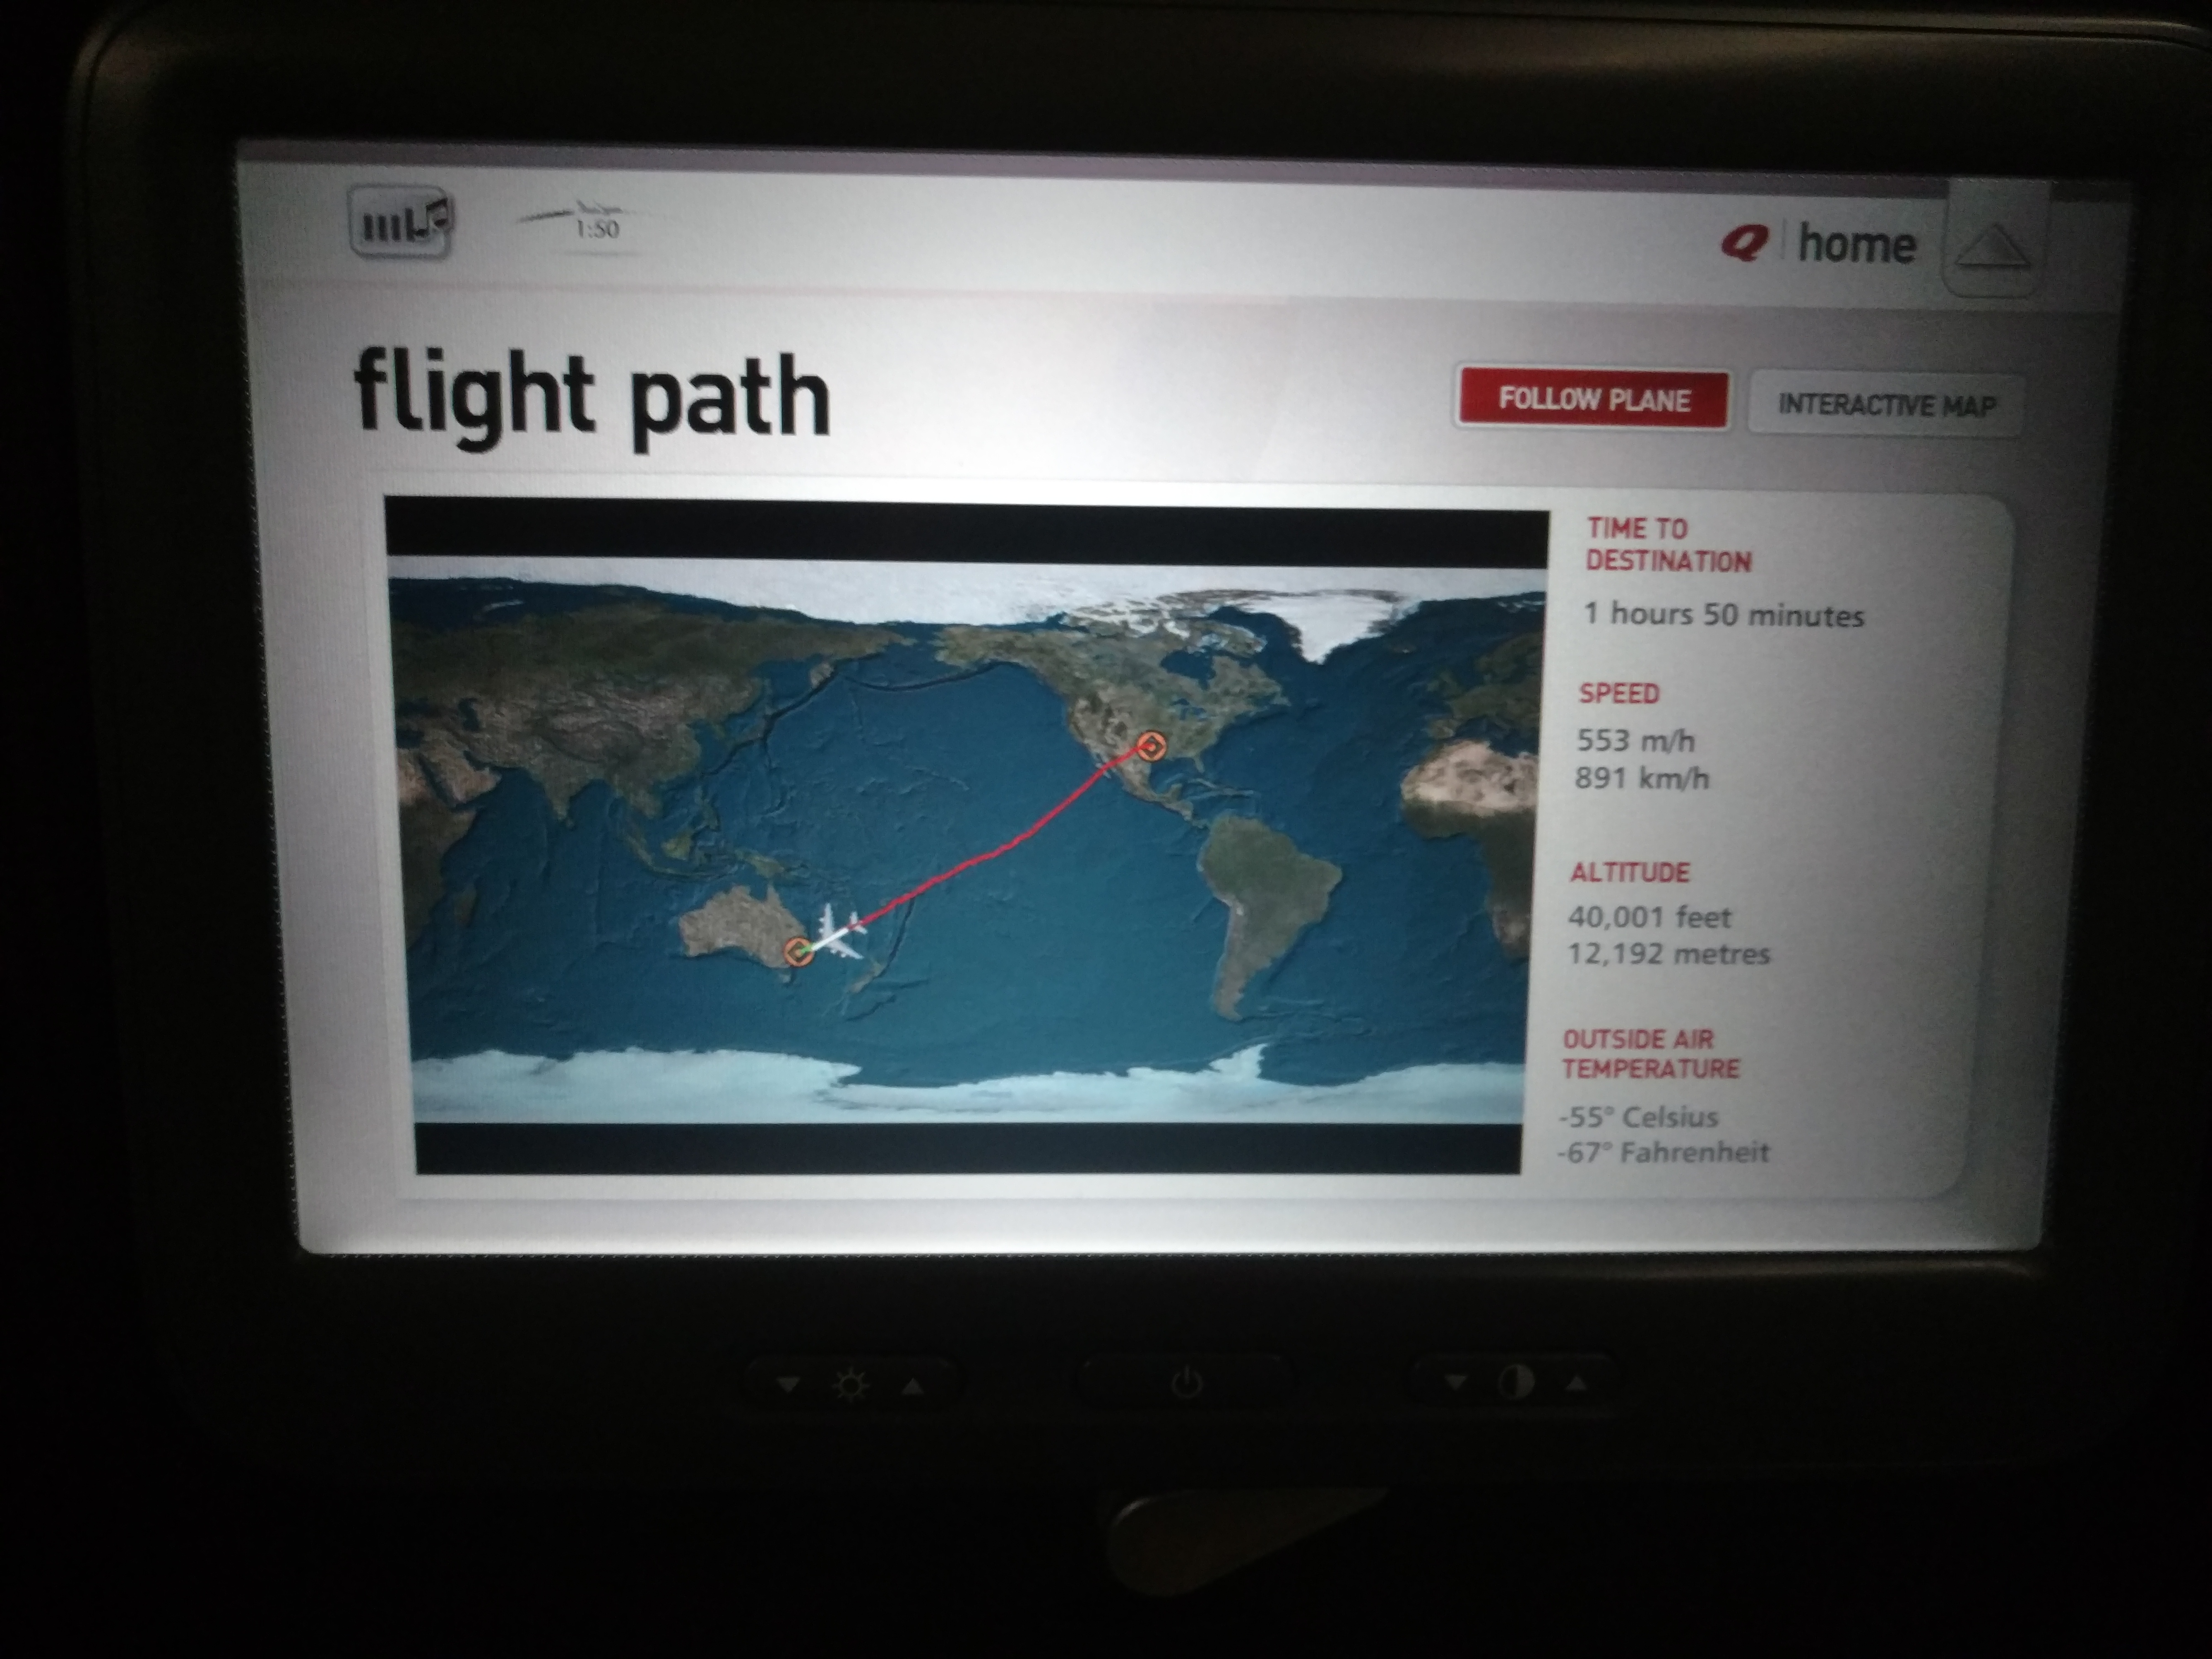 1:50
Q | home
flight path
FOLLOW PLANE
INTERACTIVE MAP
TIME TO
DESTINATION
1 hours 50 minutes
SPEED
553 m/h
891 km/h
ALTITUDE
40,001 feet
12,192 metres
OUTSIDE AIR
TEMPERATURE
-55° Celsius
-67° Fahrenheit